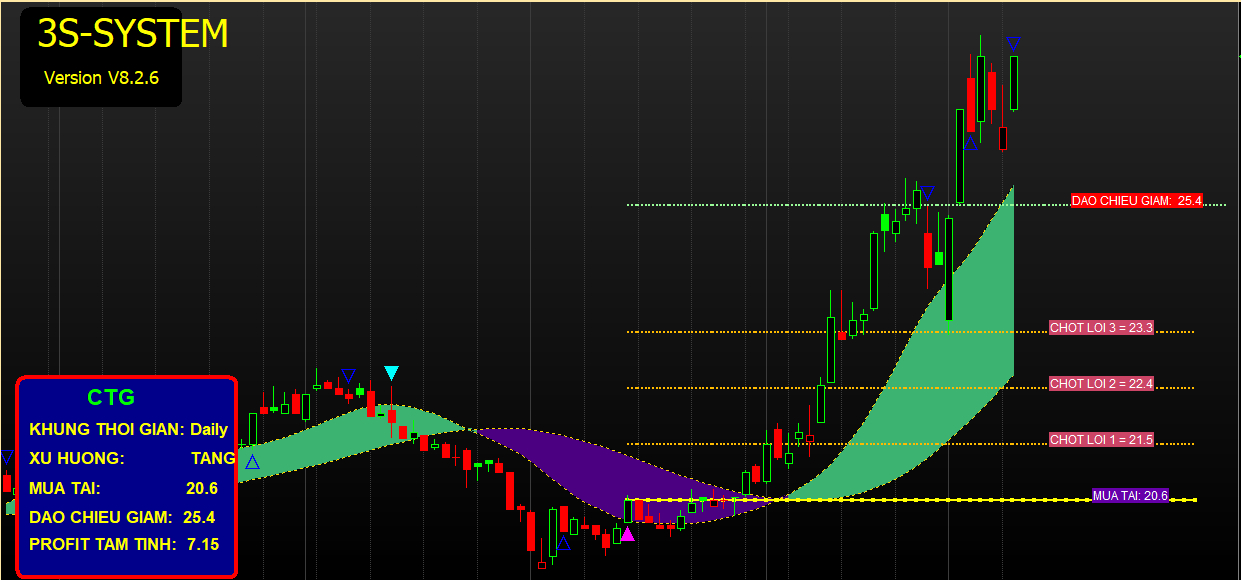 3S-SYSTEM
Version V8.2.6
DAO CHIEU GIAM: 25.4
CHOT LOI 3 = 23.3
CHOT LOI 2 = 22.4
CHOT LOI 1 = 21.5
MUA TAI: 20.6
CTG
KHUNG THOI GIAN: Daily
XU HUONG: TANG
MUA TAI: 20.6
DAO CHIEU GIAM: 25.4
PROFIT TAM TINH: 7.15